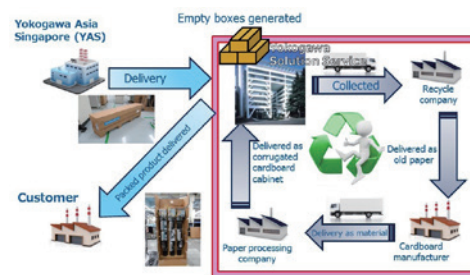 Yokogawa Asia
Singapore (YAS)
Empty boxes generated
Yokogawa
Solution Service
Delivery
Collected
Recycle
company
Packed product delivered
Delivered as
corrugated
cardboard
cabinet
Delivered as
old paper
Customer
Paper processing
company
Delivery as material
Cardboard
manufacturer